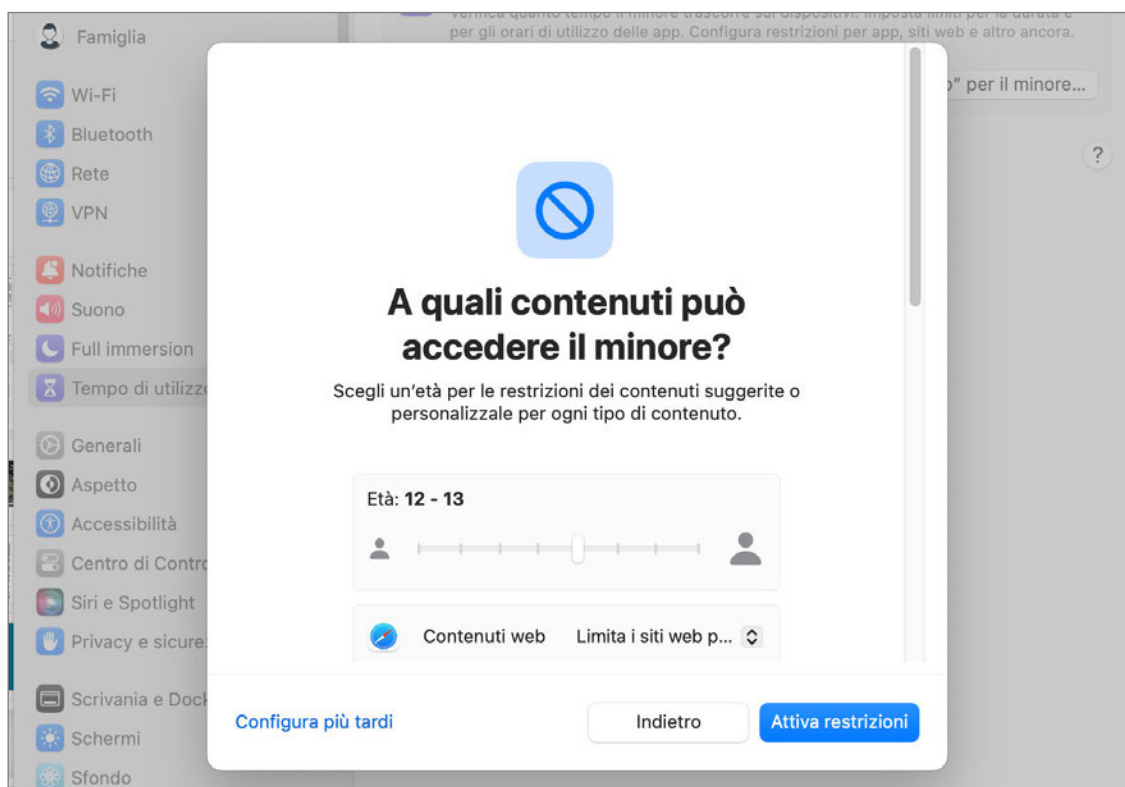 Famiglia
Wi-Fi
Bluetooth
Rete
VPN
Notifiche
Suono
Full immersion
Tempo di utilizzo
Generali
Aspetto
Accessibilità
Centro di Contro
Siri e Spotlight
Privacy e sicure
Scrivania e Dock
Schermi
Sfondo
Verifica quanto tempo il minore trascorre sui dispositivi. Imposta limiti per la durata e
per gli orari di utilizzo delle app. Configura restrizioni per app, siti web e altro ancora.
o” per il minore...
?
A quali contenuti può
accedere il minore?
Scegli un'età per le restrizioni dei contenuti suggerite o
personalizzale per ogni tipo di contenuto.
Età: 12 - 13
Contenuti web Limita i siti web p...
Configura più tardi Indietro Attiva restrizioni